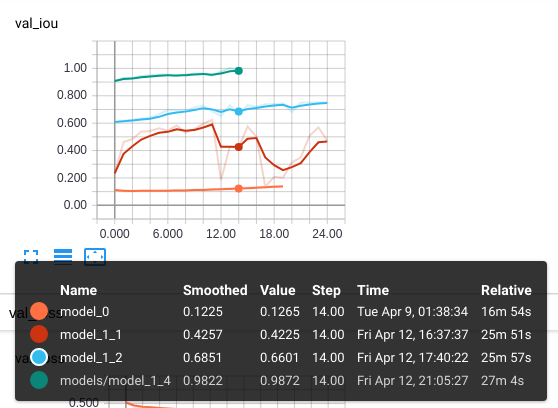 val_iou
1.00
0.800
0.600
0.400
0.200
0.00
0.000 6.000 12.00 18.00 24.00
Name Smoothed Value Step Time Relative
model_0 0.1225 0.1265 14.00 Tue Apr 9, 01:38:34 16m 54s
model_1_1 0.4257 0.4225 14.00 Fri Apr 12, 16:37:37 25m 51s
model_1_2 0.6851 0.6601 14.00 Fri Apr 12, 17:40:22 25m 57s
models/model_1_4 0.9822 0.9872 14.00 Fri Apr 12, 21:05:27 27m 4s
0.500